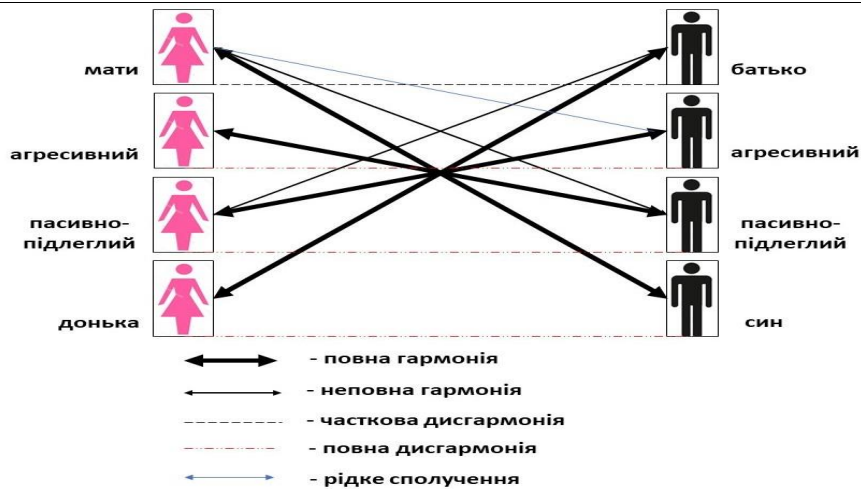 мати
батько
агресивний
агресивний
пасивно-
підлеглий
пасивно-
підлеглий
донька
син
- повна гармонія
- неповна гармонія
- часткова дисгармонія
- повна дисгармонія
- рідке сполучення